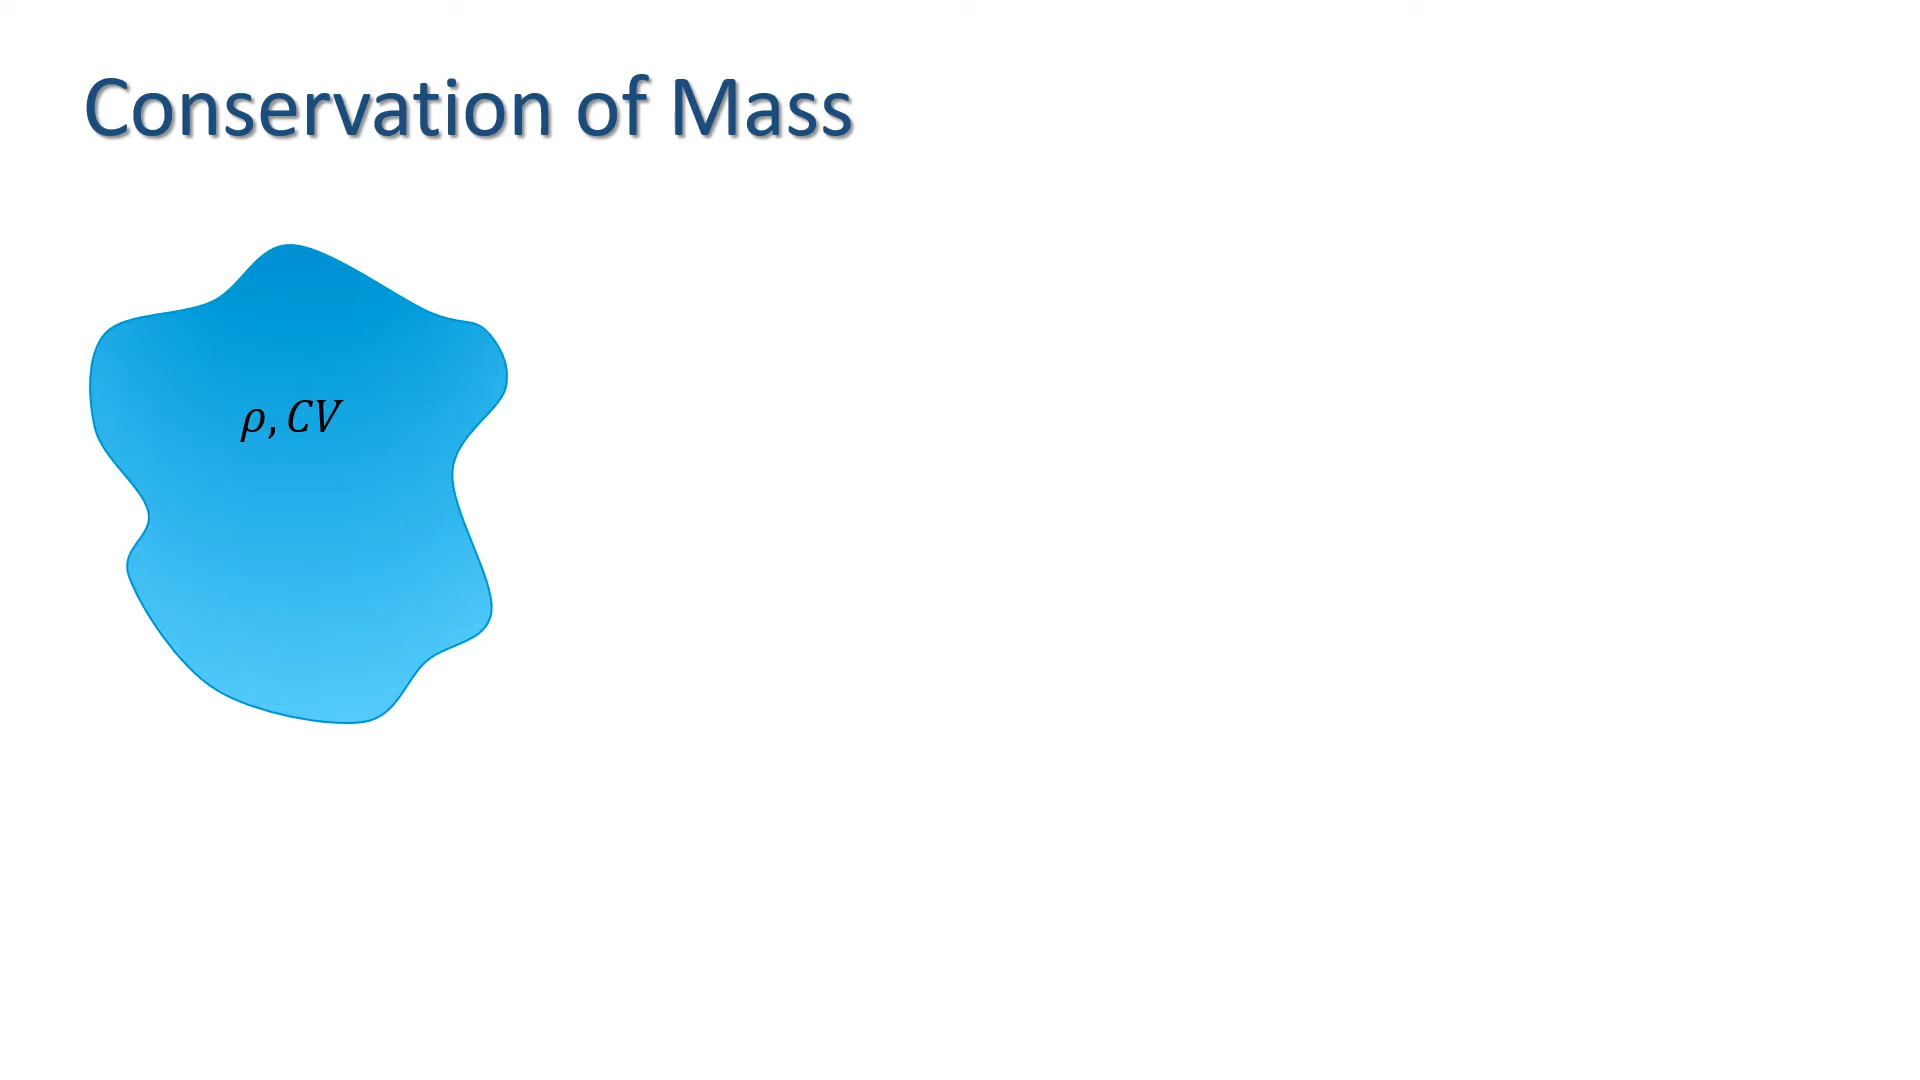 Conservation of Mass
ρ, CV